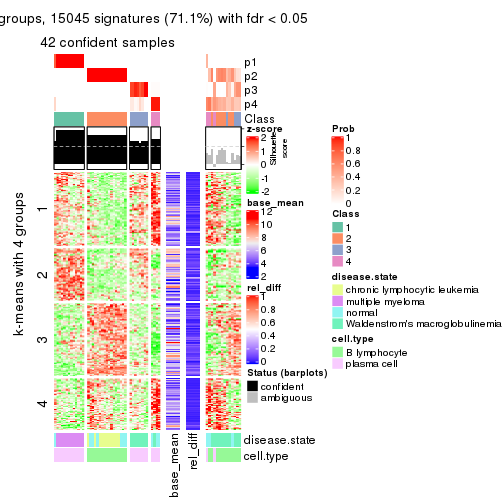 groups, 15045 signatures (71.1%) with fdr < 0.05
42 confident samples
p1
p2
p3
p4
Class
Silhouette
score
k-means with 4 groups
1
2
3
4
z-score
2
1
0
-1
-2
base_mean
12
10
8
6
4
2
rel_diff
1
0.8
0.6
0.4
0.2
0
Status (barplots)
confident
ambiguous
Prob
1
0.8
0.6
0.4
0.2
0
Class
1
2
3
4
disease.state
chronic lymphocytic leukemia
multiple myeloma
normal
Waldenstrom's macroglobulinemia
cell.type
B lymphocyte
plasma cell
disease.state
cell.type
base_mean
rel_diff